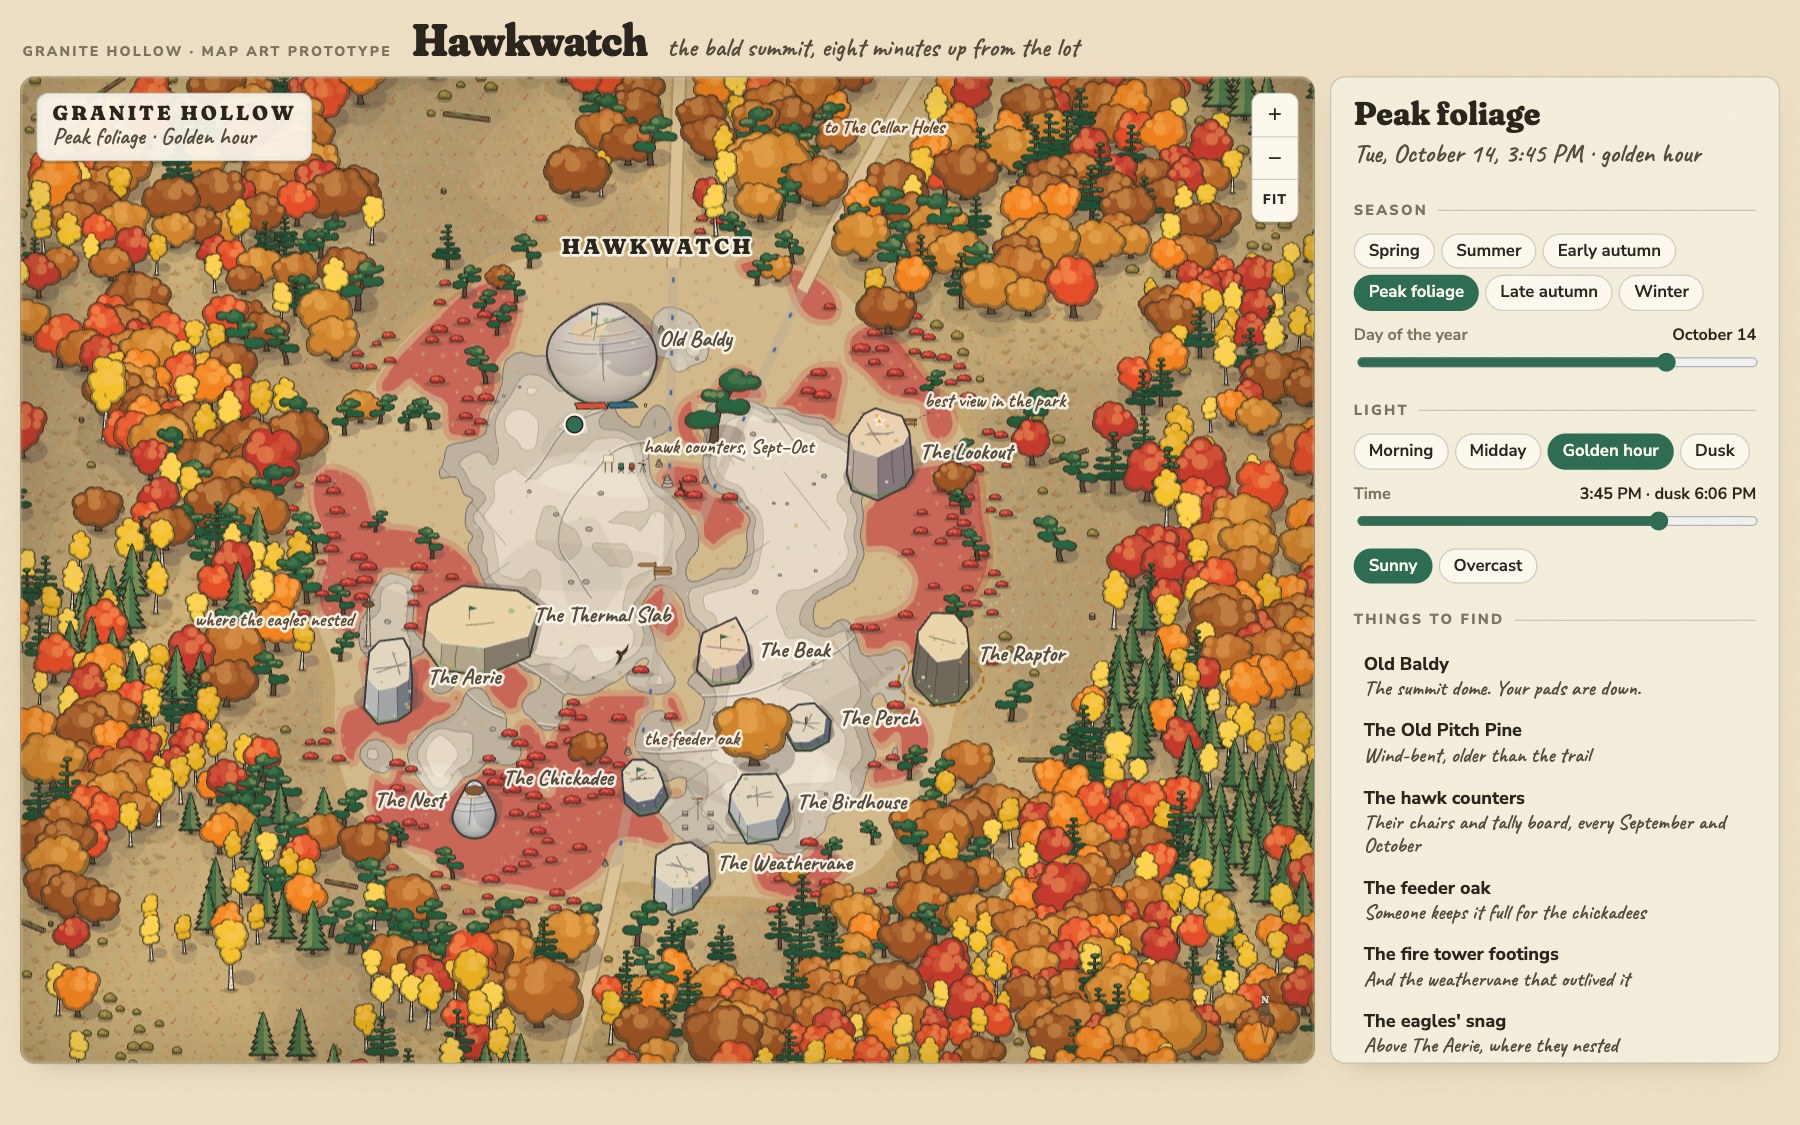 GRANITE HOLLOW · MAP ART PROTOTYPE
Hawkwatch
the bald summit, eight minutes up from the lot
GRANITE HOLLOW
Peak foliage · Golden hour
to The Cellar Holes
+
−
FIT
HAWKWATCH
Old Baldy
best view in the park
hawk counters, Sept–Oct
The Lookout
where the eagles nested
The Thermal Slab
The Beak
The Raptor
The Aerie
The Perch
the feeder oak
The Chickadee
The Nest
The Birdhouse
The Weathervane
N
Peak foliage
Tue, October 14, 3:45 PM · golden hour
SEASON
Spring
Summer
Early autumn
Peak foliage
Late autumn
Winter
Day of the year
October 14
LIGHT
Morning
Midday
Golden hour
Dusk
Time
3:45 PM · dusk 6:06 PM
Sunny
Overcast
THINGS TO FIND
Old Baldy
The summit dome. Your pads are down.
The Old Pitch Pine
Wind-bent, older than the trail
The hawk counters
Their chairs and tally board, every September and
October
The feeder oak
Someone keeps it full for the chickadees
The fire tower footings
And the weathervane that outlived it
The eagles' snag
Above The Aerie, where they nested